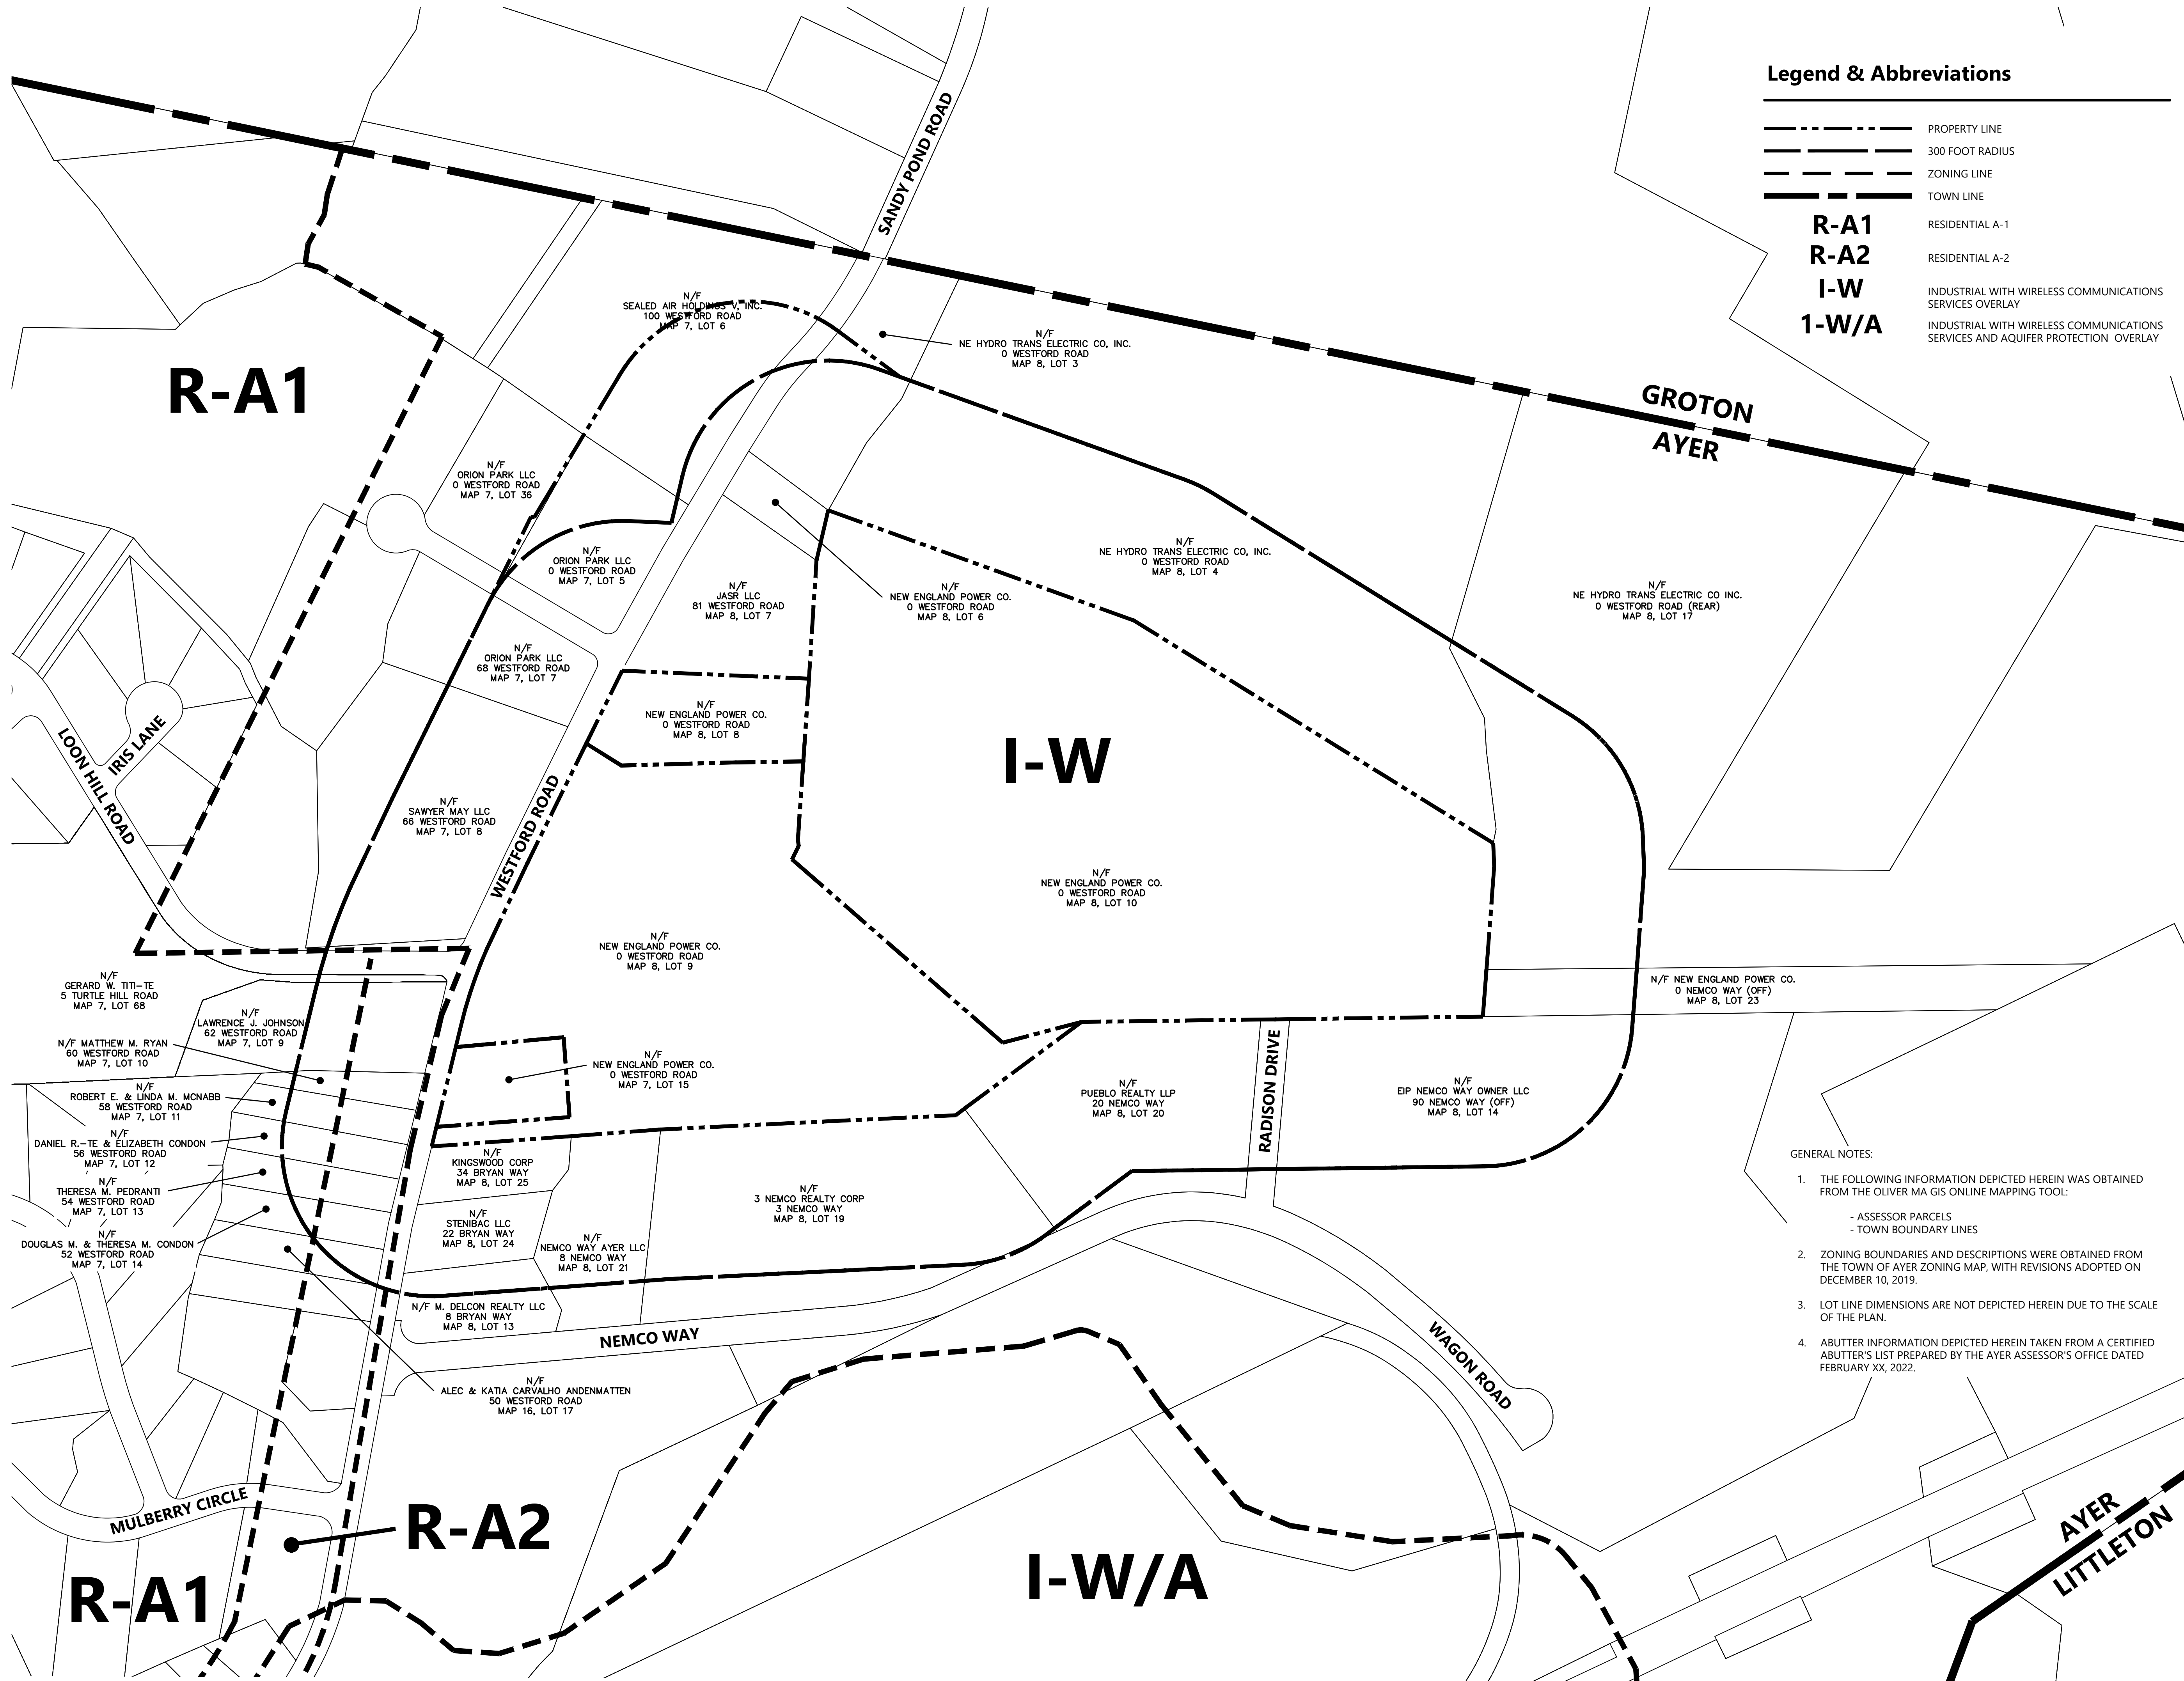 Legend & Abbreviations
PROPERTY LINE
300 FOOT RADIUS
ZONING LINE
TOWN LINE
R-A1
RESIDENTIAL A-1
R-A2
RESIDENTIAL A-2
I-W
INDUSTRIAL WITH WIRELESS COMMUNICATIONS
SERVICES OVERLAY
1-W/A
INDUSTRIAL WITH WIRELESS COMMUNICATIONS
SERVICES AND AQUIFER PROTECTION OVERLAY
SANDY POND ROAD
N/F
SEALED AIR HOLDINGS V, INC.
100 WESTFORD ROAD
MAP 7, LOT 6
N/F
NE HYDRO TRANS ELECTRIC CO, INC.
0 WESTFORD ROAD
MAP 8, LOT 3
R-A1
GROTON
AYER
N/F
ORION PARK LLC
0 WESTFORD ROAD
MAP 7, LOT 36
N/F
ORION PARK LLC
0 WESTFORD ROAD
MAP 7, LOT 5
N/F
JASR LLC
81 WESTFORD ROAD
MAP 8, LOT 7
N/F
NEW ENGLAND POWER CO.
0 WESTFORD ROAD
MAP 8, LOT 6
N/F
NE HYDRO TRANS ELECTRIC CO, INC.
0 WESTFORD ROAD
MAP 8, LOT 4
N/F
NE HYDRO TRANS ELECTRIC CO INC.
0 WESTFORD ROAD (REAR)
MAP 8, LOT 17
N/F
ORION PARK LLC
68 WESTFORD ROAD
MAP 7, LOT 7
N/F
NEW ENGLAND POWER CO.
0 WESTFORD ROAD
MAP 8, LOT 8
I-W
LOON HILL ROAD
IRIS LANE
N/F
SAWYER MAY LLC
66 WESTFORD ROAD
MAP 7, LOT 8
WESTFORD ROAD
N/F
NEW ENGLAND POWER CO.
0 WESTFORD ROAD
MAP 8, LOT 10
N/F
NEW ENGLAND POWER CO.
0 WESTFORD ROAD
MAP 8, LOT 9
N/F
GERARD W. TITI-TE
5 TURTLE HILL ROAD
MAP 7, LOT 68
N/F NEW ENGLAND POWER CO.
0 NEMCO WAY (OFF)
MAP 8, LOT 23
N/F
LAWRENCE J. JOHNSON
62 WESTFORD ROAD
MAP 7, LOT 9
N/F MATTHEW M. RYAN
60 WESTFORD ROAD
MAP 7, LOT 10
N/F
NEW ENGLAND POWER CO.
0 WESTFORD ROAD
MAP 7, LOT 15
N/F
ROBERT E. & LINDA M. MCNABB
58 WESTFORD ROAD
MAP 7, LOT 11
N/F
PUEBLO REALTY LLP
20 NEMCO WAY
MAP 8, LOT 20
RADISON DRIVE
N/F
EIP NEMCO WAY OWNER LLC
90 NEMCO WAY (OFF)
MAP 8, LOT 14
N/F
DANIEL R.-TE & ELIZABETH CONDON
56 WESTFORD ROAD
MAP 7, LOT 12
N/F
THERESA M. PEDRANTI
54 WESTFORD ROAD
MAP 7, LOT 13
N/F
DOUGLAS M. & THERESA M. CONDON
52 WESTFORD ROAD
MAP 7, LOT 14
N/F
KINGSWOOD CORP
34 BRYAN WAY
MAP 8, LOT 25
N/F
STENIBAC LLC
22 BRYAN WAY
MAP 8, LOT 24
N/F
NEMCO WAY AYER LLC
8 NEMCO WAY
MAP 8, LOT 21
N/F
3 NEMCO REALTY CORP
3 NEMCO WAY
MAP 8, LOT 19
N/F M. DELCON REALTY LLC
8 BRYAN WAY
MAP 8, LOT 13
NEMCO WAY
WAGON ROAD
N/F
ALEC & KATIA CARVALHO ANDENMATTEN
50 WESTFORD ROAD
MAP 16, LOT 17
GENERAL NOTES:
1. THE FOLLOWING INFORMATION DEPICTED HEREIN WAS OBTAINED
FROM THE OLIVER MA GIS ONLINE MAPPING TOOL:
- ASSESSOR PARCELS
- TOWN BOUNDARY LINES
2. ZONING BOUNDARIES AND DESCRIPTIONS WERE OBTAINED FROM
THE TOWN OF AYER ZONING MAP, WITH REVISIONS ADOPTED ON
DECEMBER 10, 2019.
3. LOT LINE DIMENSIONS ARE NOT DEPICTED HEREIN DUE TO THE SCALE
OF THE PLAN.
4. ABUTTER INFORMATION DEPICTED HEREIN TAKEN FROM A CERTIFIED
ABUTTER'S LIST PREPARED BY THE AYER ASSESSOR'S OFFICE DATED
FEBRUARY XX, 2022.
MULBERRY CIRCLE
R-A2
R-A1
I-W/A
AYER
LITTLETON